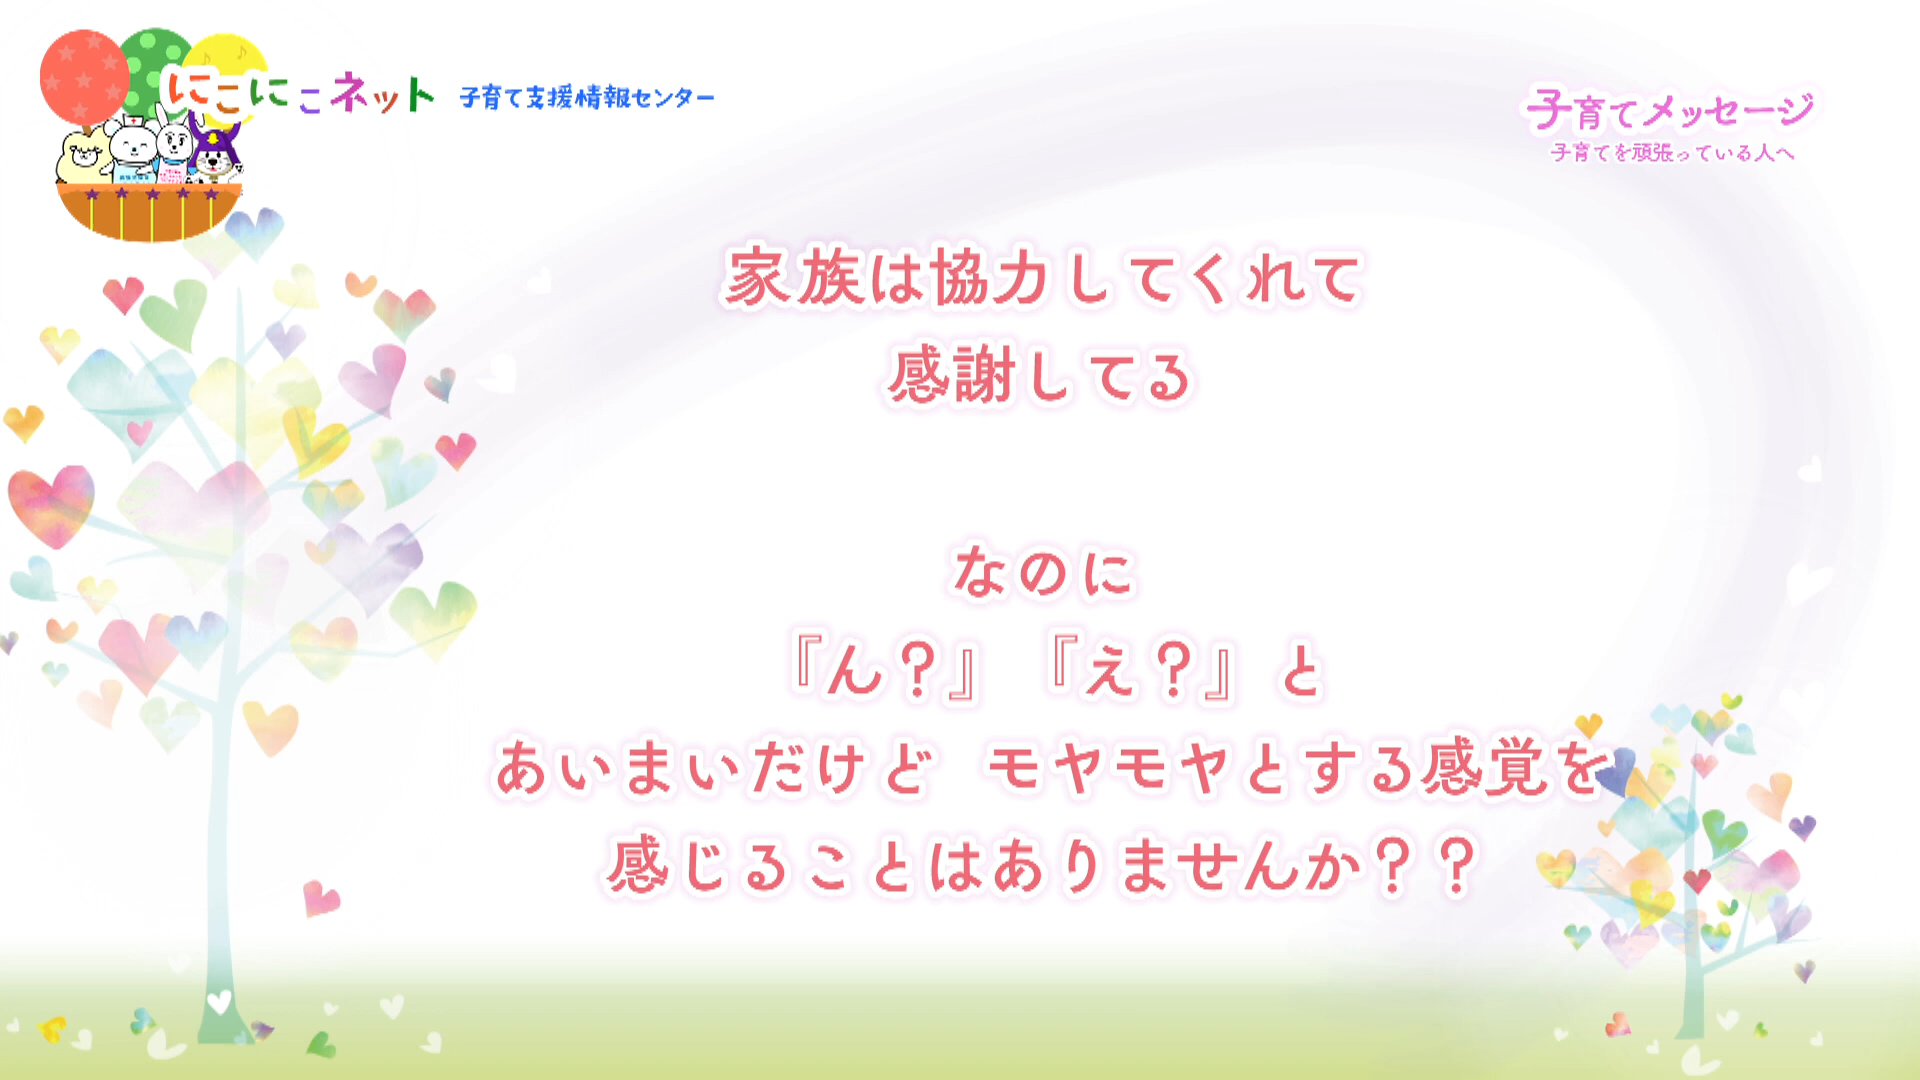 にこにこネット 子育て支援情報センター
子育てメッセージ
子育てを頑張っている人へ
家族は協力してくれて
感謝してる
なのに
『ん?』『え?』と
あいまいだけど モヤモヤとする感覚を
感じることはありませんか??